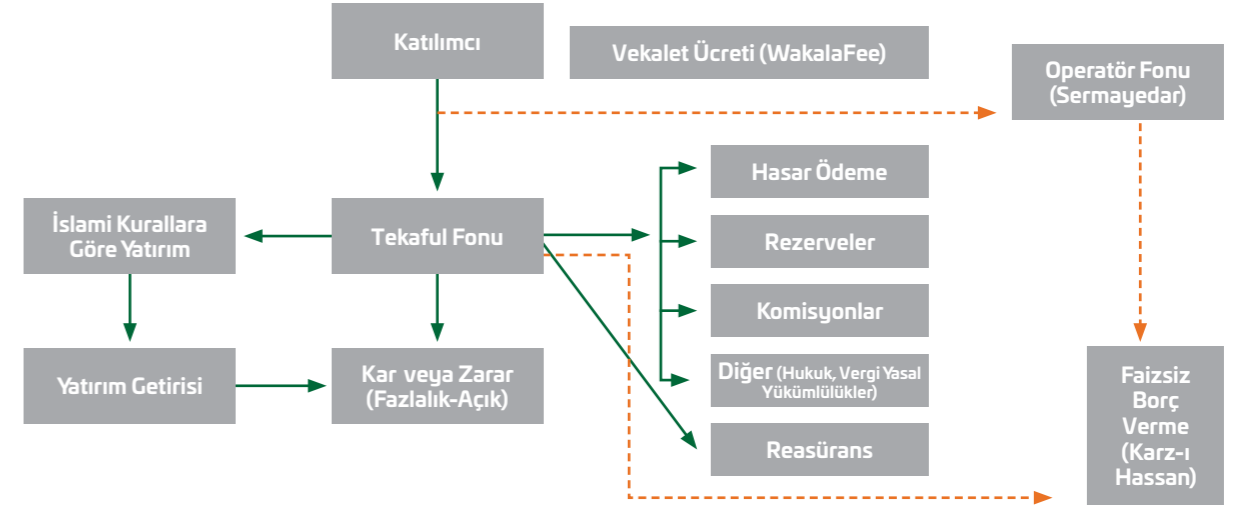 Katılımcı
Vekalet Ücreti (WakalaFee)
Operatör Fonu
(Sermayedar)
Hasar Ödeme
İslami Kurallara
Göre Yatırım
Tekaful Fonu
Rezerveler
Komisyonlar
Yatırım Getirisi
Kar veya Zarar
(Fazlalık-Açık)
Diğer (Hukuk, Vergi Yasal
Yükümlülükler)
Reasürans
Faizsiz
Borç
Verme
(Karz-ı
Hassan)